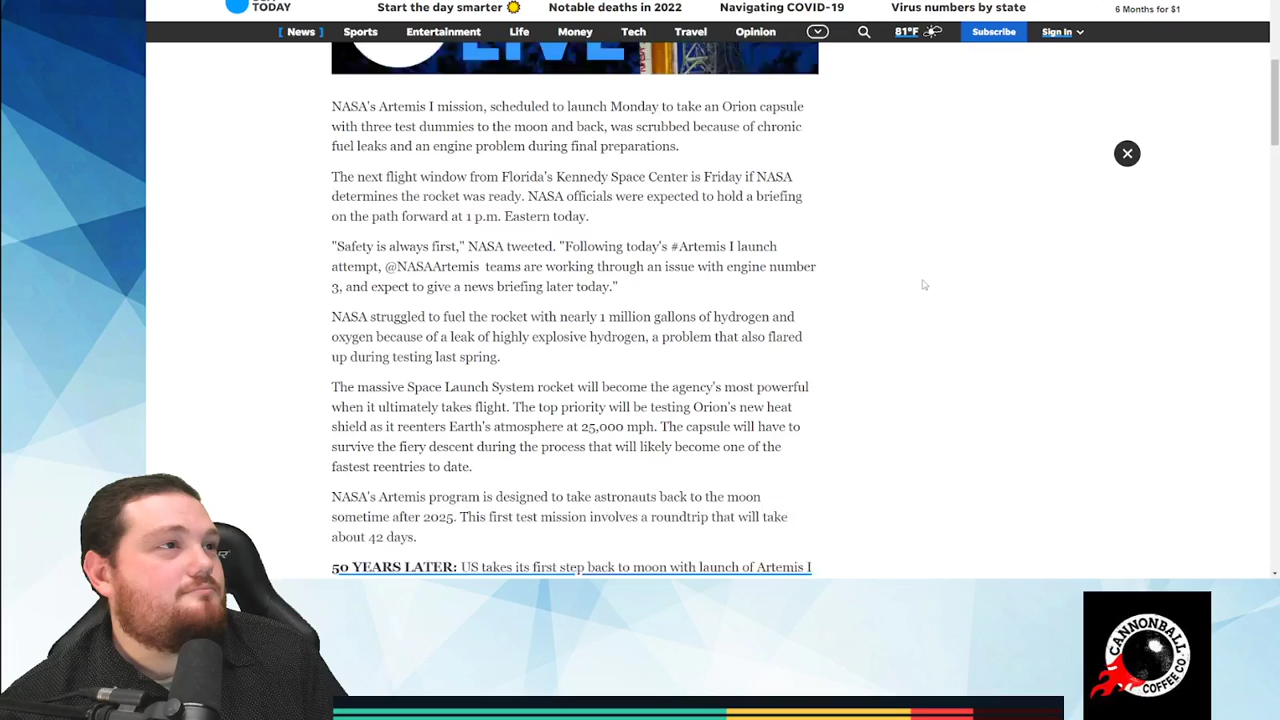 TODAY
Start the day smarter
Notable deaths in 2022
Navigating COVID-19
Virus numbers by state
6 Months for $1
[ News ]
Sports
Entertainment
Life
Money
Tech
Travel
Opinion
81°F
Subscribe
Sign In
LIVE
NASA's Artemis I mission, scheduled to launch Monday to take an Orion capsule
with three test dummies to the moon and back, was scrubbed because of chronic
fuel leaks and an engine problem during final preparations.
The next flight window from Florida's Kennedy Space Center is Friday if NASA
determines the rocket was ready. NASA officials were expected to hold a briefing
on the path forward at 1 p.m. Eastern today.
"Safety is always first," NASA tweeted. "Following today's #Artemis I launch
attempt, @NASAArtemis teams are working through an issue with engine number
3, and expect to give a news briefing later today."
NASA struggled to fuel the rocket with nearly 1 million gallons of hydrogen and
oxygen because of a leak of highly explosive hydrogen, a problem that also flared
up during testing last spring.
The massive Space Launch System rocket will become the agency's most powerful
when it ultimately takes flight. The top priority will be testing Orion's new heat
shield as it reenters Earth's atmosphere at 25,000 mph. The capsule will have to
survive the fiery descent during the process that will likely become one of the
fastest reentries to date.
NASA's Artemis program is designed to take astronauts back to the moon
sometime after 2025. This first test mission involves a roundtrip that will take
about 42 days.
50 YEARS LATER: US takes its first step back to moon with launch of Artemis I
CANNONBALL
COFFEE CO.